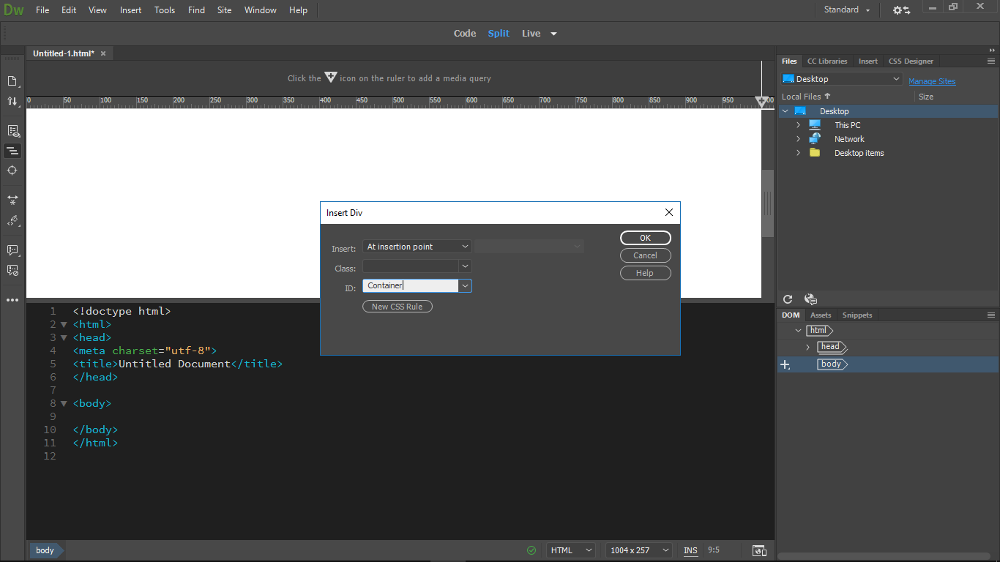 Dw File Edit View Insert Tools Find Site Window Help Standard
Code Split Live
Untitled-1.html* ×
Files CC Libraries Insert CSS Designer
Click the icon on the ruler to add a media query
Desktop Manage Sites
Local Files Size
0 50 100 150 200 250 300 350 400 450 500 550 600 650 700 750 800 850 900 950 00
Desktop
This PC
Network
Desktop items
Insert Div
Insert: At insertion point
Class:
ID: Container
New CSS Rule
OK
Cancel
Help
1 <!doctype html>
2 <html>
3 <head>
4 <meta charset="utf-8">
5 <title>Untitled Document</title>
6 </head>
7
8 <body>
9
10 </body>
11 </html>
12
DOM Assets Snippets
html
head
body
body HTML 1004 x 257 INS 9:5